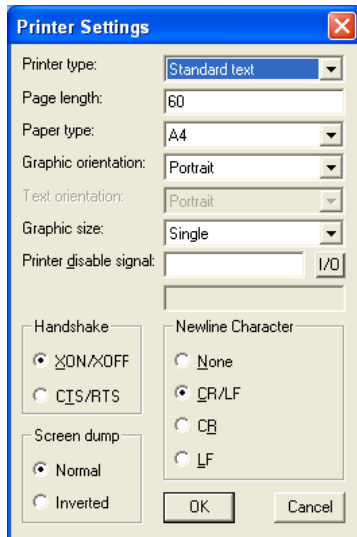 Printer Settings
Printer type: Standard text
Page length: 60
Paper type: A4
Graphic orientation: Portrait
Text orientation: Portrait
Graphic size: Single
Printer disable signal: I/O
Handshake
XON/XOFF
CTS/RTS
Newline Character
None
CR/LF
CR
LF
Screen dump
Normal
Inverted
OK Cancel